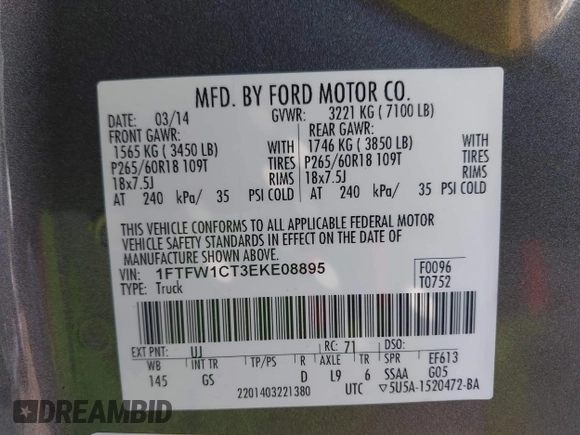 MFD. BY FORD MOTOR CO.
DATE: 03/14 GVWR: 3221 KG ( 7100 LB)
FRONT GAWR: REAR GAWR:
1565 KG ( 3450 LB) WITH 1746 KG ( 3850 LB) WITH
P265/60R18 109T TIRES P265/60R18 109T TIRES
18x7.5J RIMS 18x7.5J RIMS
AT 240 kPa/ 35 PSI COLD AT 240 kPa/ 35 PSI COLD
THIS VEHICLE CONFORMS TO ALL APPLICABLE FEDERAL MOTOR
VEHICLE SAFETY STANDARDS IN EFFECT ON THE DATE OF
MANUFACTURE SHOWN ABOVE.
VIN: 1FTFW1CT3EKE08895 F0096
TYPE: Truck T0752
EXT PNT: UJ RC: 71 DSO:
WB INT TR TP/PS R AXLE TR SPR EF613
145 GS D L9 6 SSAA G05
2201403221380 UTC ▽5U5A-1520472-BA
DREAMBID